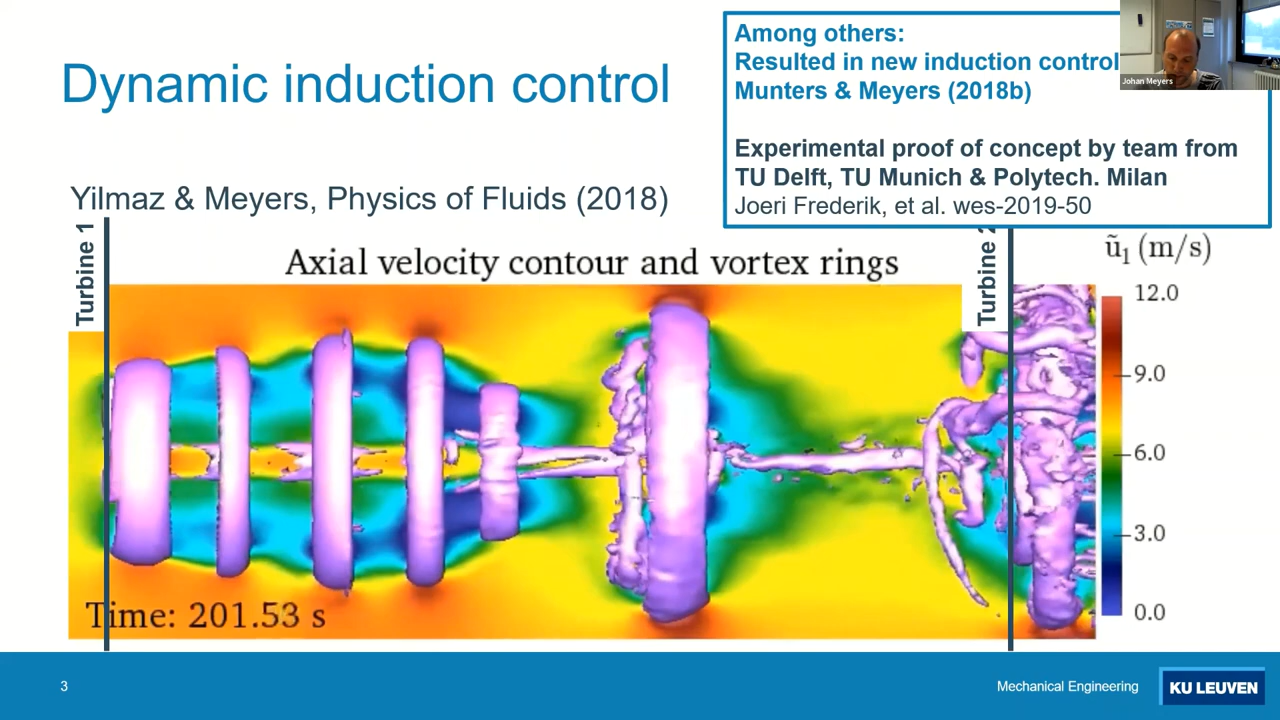 Dynamic induction control
Among others:
Resulted in new induction control
Munters & Meyers (2018b)
Experimental proof of concept by team from
TU Delft, TU Munich & Polytech. Milan
Joeri Frederik, et al. wes-2019-50
Johan Meyers
Yilmaz & Meyers, Physics of Fluids (2018)
Turbine 1
Axial velocity contour and vortex rings
Turbine 2
ũ₁ (m/s)
12.0
9.0
6.0
3.0
0.0
Time: 201.53 s
3
Mechanical Engineering
KU LEUVEN